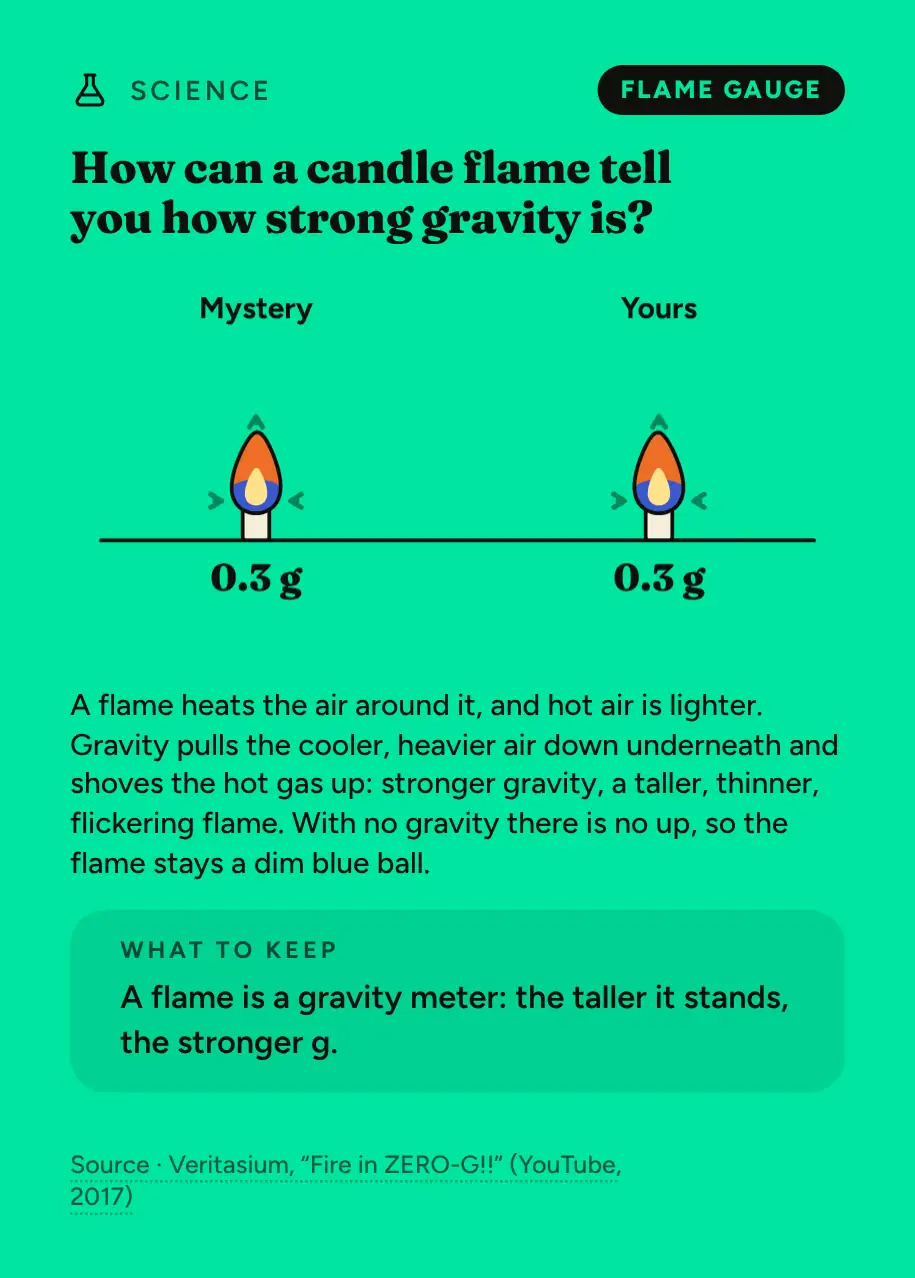 SCIENCE
FLAME GAUGE
How can a candle flame tell
you how strong gravity is?
Mystery
Yours
0.3 g
0.3 g
A flame heats the air around it, and hot air is lighter.
Gravity pulls the cooler, heavier air down underneath and
shoves the hot gas up: stronger gravity, a taller, thinner,
flickering flame. With no gravity there is no up, so the
flame stays a dim blue ball.
WHAT TO KEEP
A flame is a gravity meter: the taller it stands,
the stronger g.
Source · Veritasium, “Fire in ZERO-G!!” (YouTube,
2017)